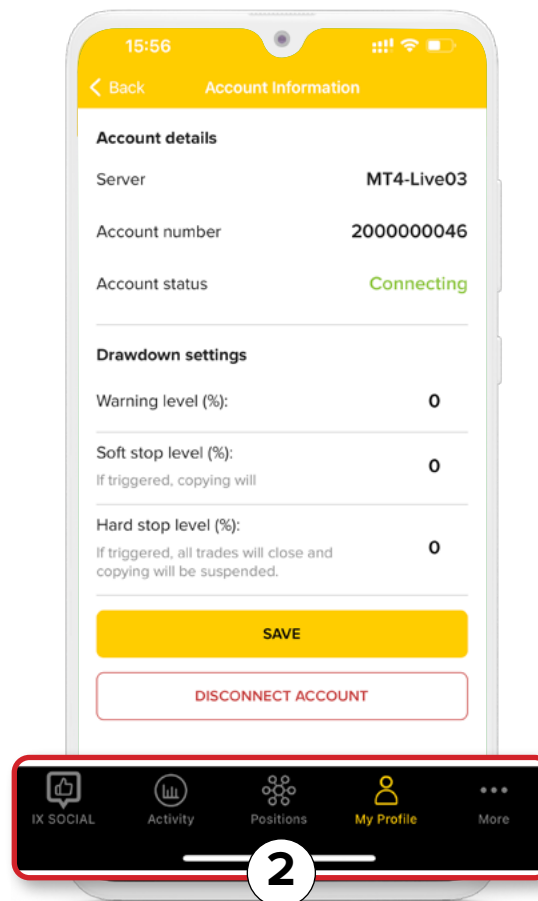 15:56
Back Account Information
Account details
Server MT4-Live03
Account number 2000000046
Account status Connecting
Drawdown settings
Warning level (%): 0
Soft stop level (%): 0
If triggered, copying will
Hard stop level (%): 0
If triggered, all trades will close and
copying will be suspended.
SAVE
DISCONNECT ACCOUNT
IX SOCIAL Activity Positions My Profile More
2